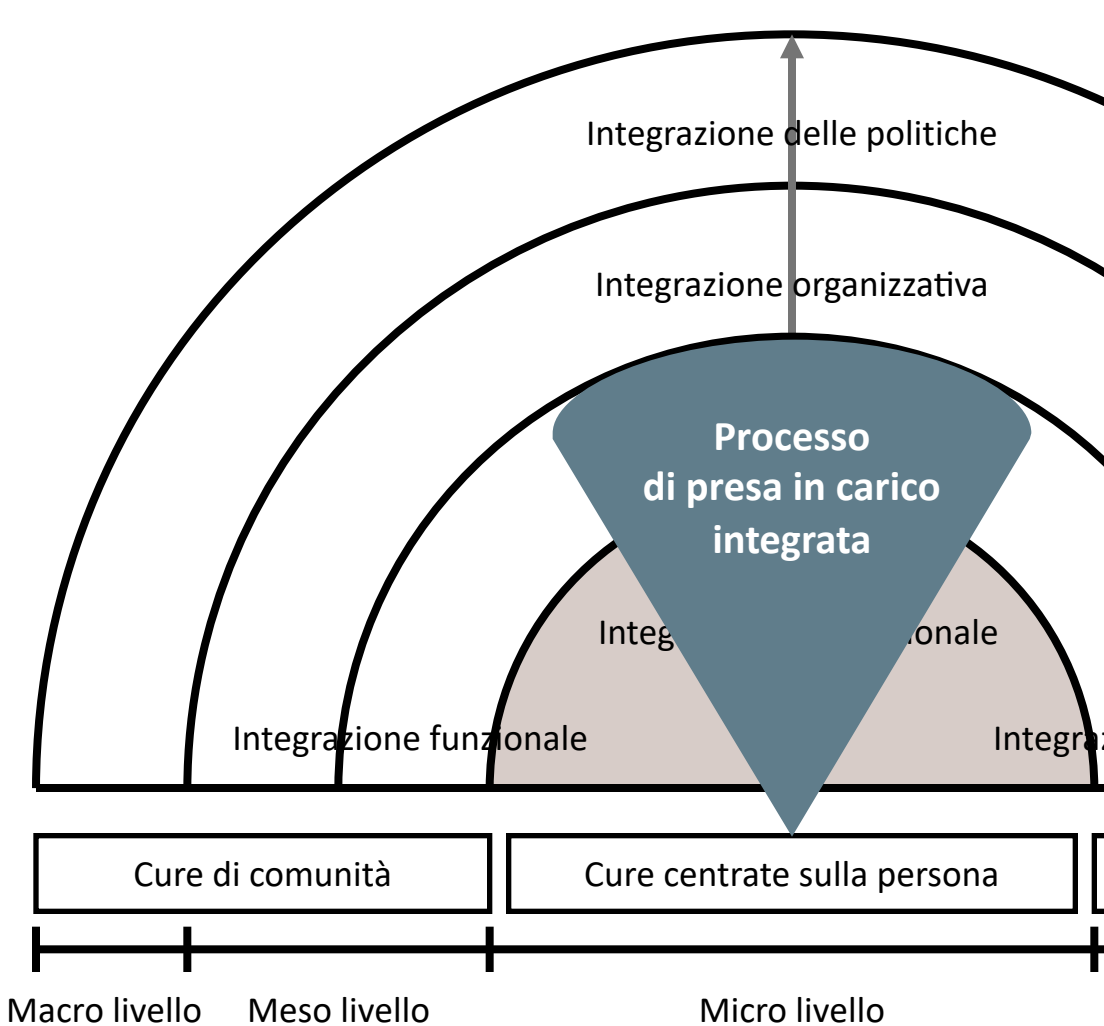 Integrazione delle politiche
Integrazione organizzativa
Processo
di presa in carico
integrata
Integrazione funzionale
Cure di comunità
Cure centrate sulla persona
Macro livello
Meso livello
Micro livello